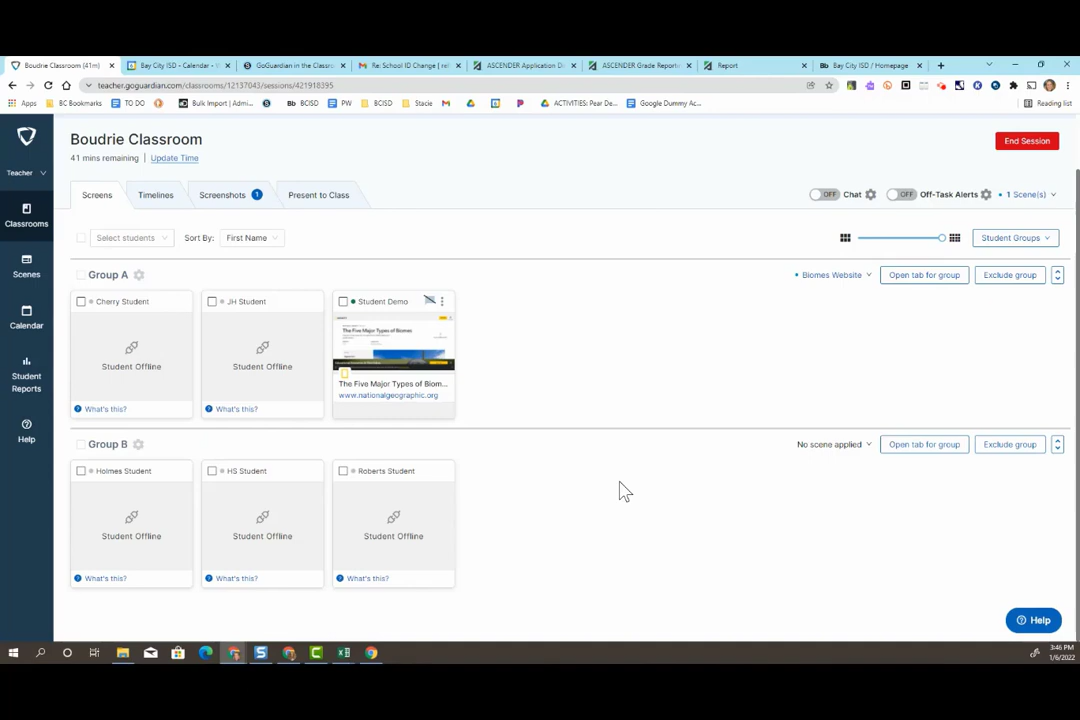 Boudrie Classroom (41m)
Bay City ISD - Calendar -
GoGuardian in the Classroo
Re: School ID Change
ASCENDER Application D
ASCENDER Grade Report
Report
Bb Bay City ISD / Homepage
teacher.goguardian.com/classrooms/12137043/sessions/421918395
Apps
BC Bookmarks
TO DO
Bulk Import | Admi...
Bb BCISD
PW
BCISD
Stacie
ACTIVITIES: Pear De...
Google Dummy Ac...
Reading list
Teacher
Classrooms
Scenes
Calendar
Student
Reports
Help
Boudrie Classroom
41 mins remaining | Update Time
End Session
Screens
Timelines
Screenshots 1
Present to Class
OFF Chat
OFF Off-Task Alerts
1 Scene(s)
Select students
Sort By: First Name
Student Groups
Group A
Biomes Website
Open tab for group
Exclude group
Cherry Student
JH Student
Student Demo
The Five Major Types of Biomes
Student Offline
Student Offline
The Five Major Types of Biom...
www.nationalgeographic.org
? What's this?
? What's this?
Group B
No scene applied
Open tab for group
Exclude group
Holmes Student
HS Student
Roberts Student
Student Offline
Student Offline
Student Offline
? What's this?
? What's this?
? What's this?
Help
3:46 PM
1/6/2022